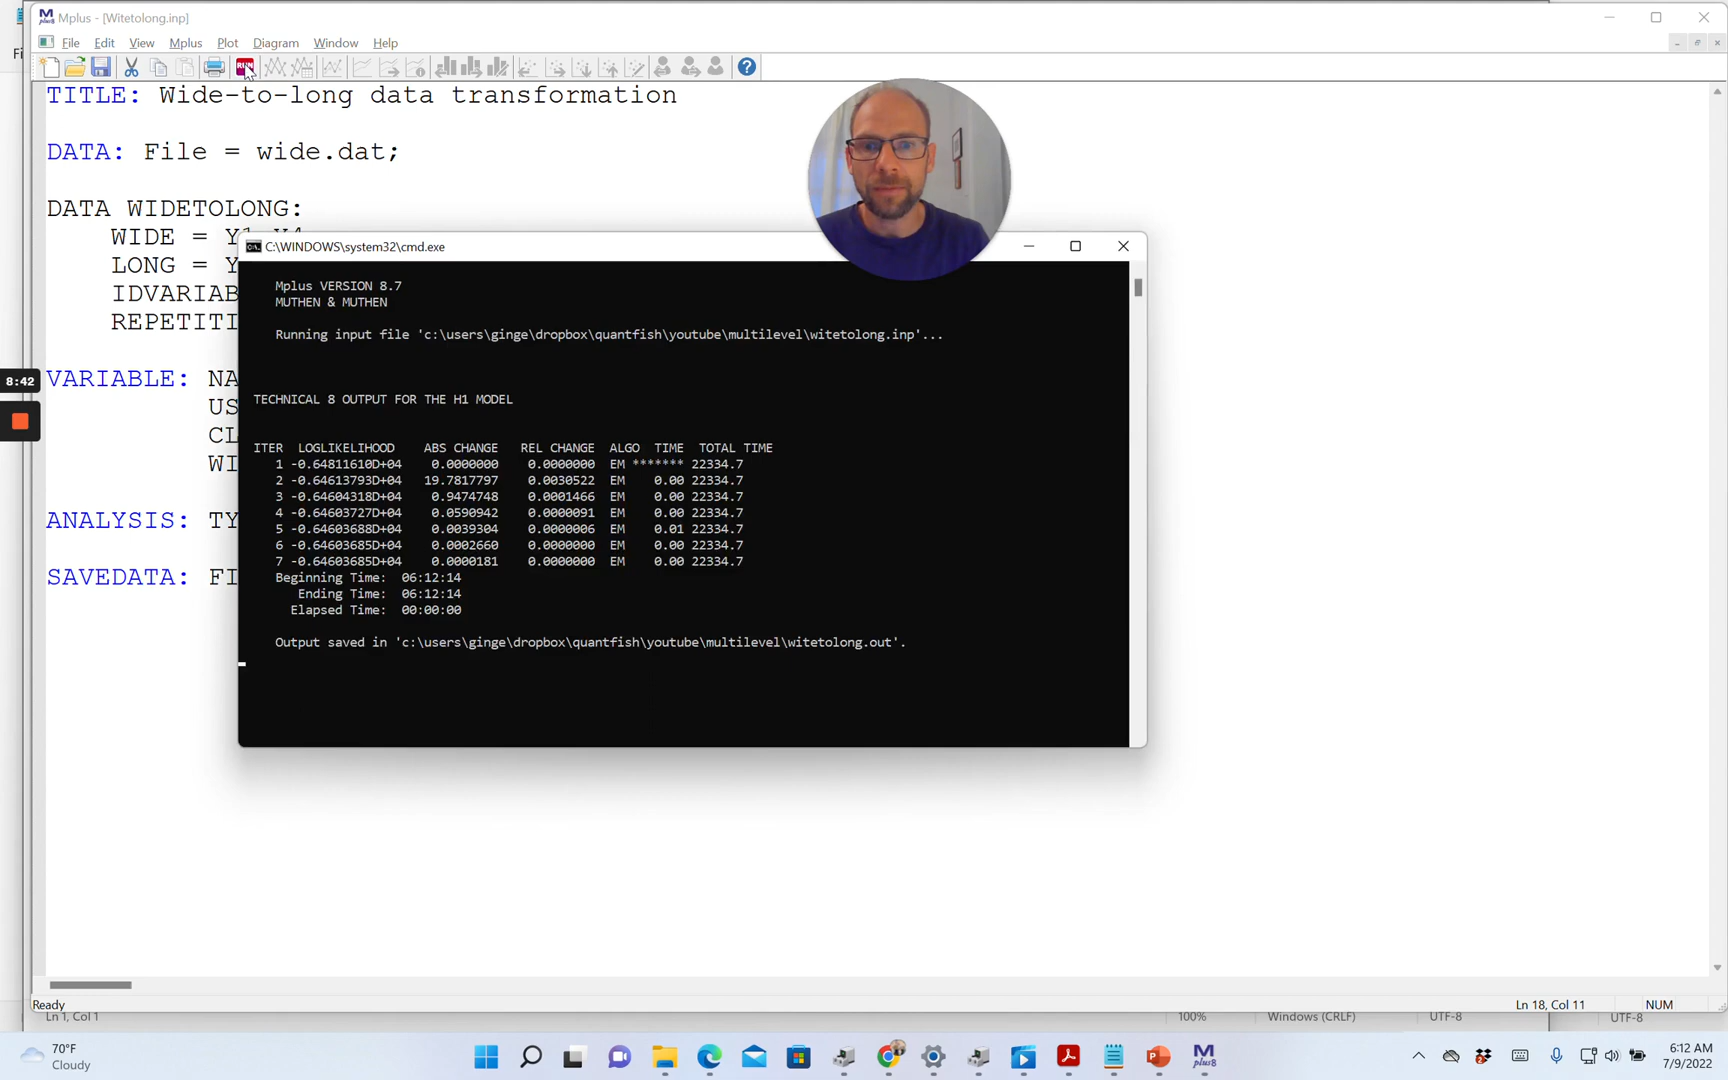 Mplus - [Witetolong.inp]
File Edit View Mplus Plot Diagram Window Help
RUN
TITLE: Wide-to-long data transformation
DATA: File = wide.dat;
DATA WIDETOLONG:
WIDE =
LONG = Y
IDVARIAB
REPETITI
VARIABLE: NA
US
CL
WI
ANALYSIS: TY
SAVEDATA: FI
8:42
C:\WINDOWS\system32\cmd.exe
Mplus VERSION 8.7
MUTHEN & MUTHEN
Running input file 'c:\users\ginge\dropbox\quantfish\youtube\multilevel\witetolong.inp'...
TECHNICAL 8 OUTPUT FOR THE H1 MODEL
ITER LOGLIKELIHOOD ABS CHANGE REL CHANGE ALGO TIME TOTAL TIME
1 -0.64811610D+04 0.0000000 0.0000000 EM ******* 22334.7
2 -0.64613793D+04 19.7817797 0.0030522 EM 0.00 22334.7
3 -0.64604318D+04 0.9474748 0.0001466 EM 0.00 22334.7
4 -0.64603727D+04 0.0590942 0.0000091 EM 0.00 22334.7
5 -0.64603688D+04 0.0039304 0.0000006 EM 0.01 22334.7
6 -0.64603685D+04 0.0002660 0.0000000 EM 0.00 22334.7
7 -0.64603685D+04 0.0000181 0.0000000 EM 0.00 22334.7
Beginning Time: 06:12:14
Ending Time: 06:12:14
Elapsed Time: 00:00:00
Output saved in 'c:\users\ginge\dropbox\quantfish\youtube\multilevel\witetolong.out'.
Ready
Ln 18, Col 11 NUM
Ln 1, Col 1
100% Windows (CRLF) UTF-8 UTF-8
70°F
Cloudy
6:12 AM
7/9/2022